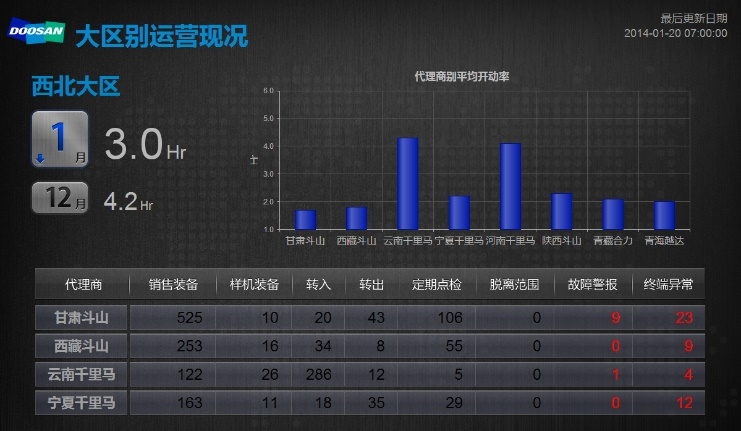 DOOSAN
大区别运营现况
最后更新日期
2014-01-20 07:00:00
西北大区
1月
3.0 Hr
12月
4.2 Hr
代理商别平均开动率
6.0
5.0
4.0
3.0
2.0
1.0
Hr
甘肃斗山 西藏斗山 云南千里马 宁夏千里马 河南千里马 陕西斗山 青藏合力 青海越达
代理商 销售装备 样机装备 转入 转出 定期点检 脱离范围 故障警报 终端异常
甘肃斗山 525 10 20 43 106 0 9 23
西藏斗山 253 16 34 8 55 0 0 9
云南千里马 122 26 286 12 5 0 1 4
宁夏千里马 163 11 18 35 29 0 0 12